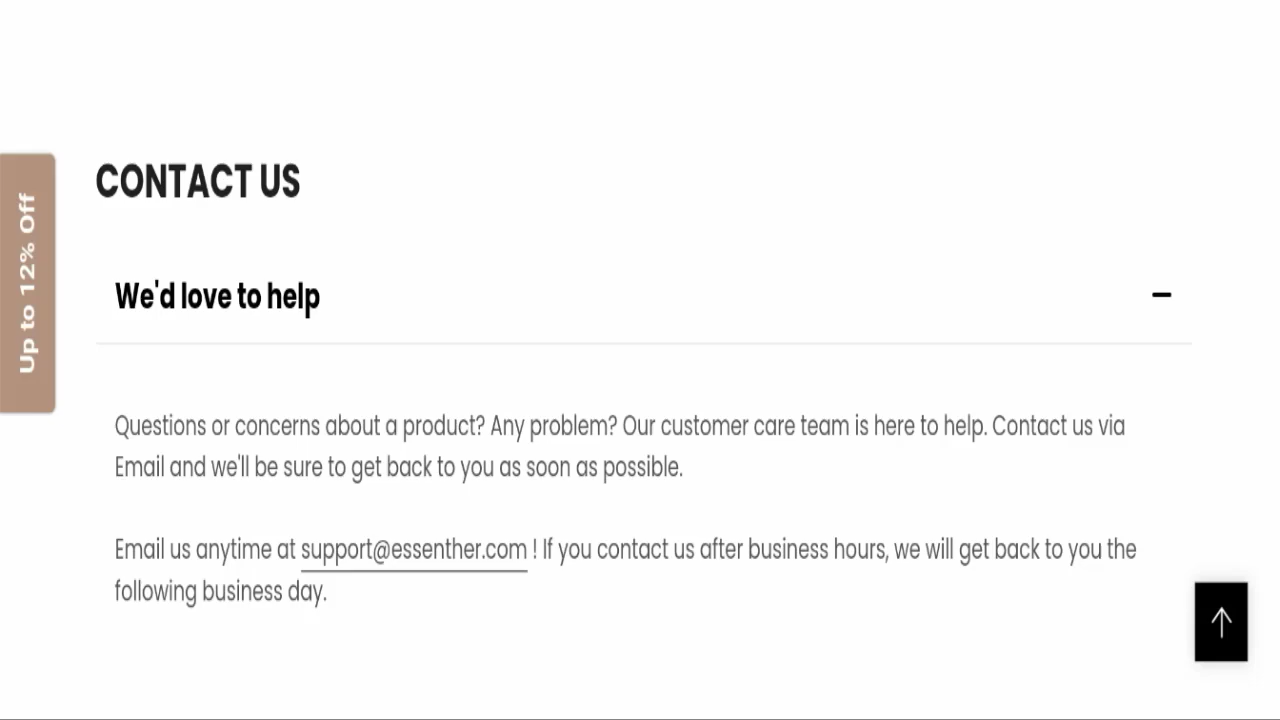 CONTACT US
Up to 12% Off
We'd love to help
Questions or concerns about a product? Any problem? Our customer care team is here to help. Contact us via
Email and we'll be sure to get back to you as soon as possible.
Email us anytime at support@essenther.com ! If you contact us after business hours, we will get back to you the
following business day.